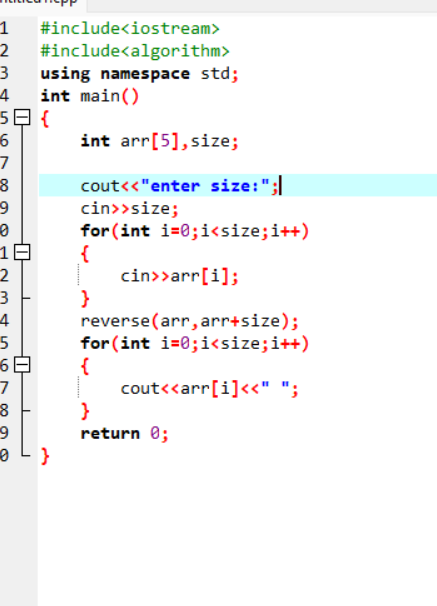 1 #include<iostream>
2 #include<algorithm>
3 using namespace std;
4 int main()
5 {
6 int arr[5],size;
7
8 cout<<"enter size:";
9 cin>>size;
0 for(int i=0;i<size;i++)
1 {
2 cin>>arr[i];
3 }
4 reverse(arr,arr+size);
5 for(int i=0;i<size;i++)
6 {
7 cout<<arr[i]<<" ";
8 }
9 return 0;
0 }